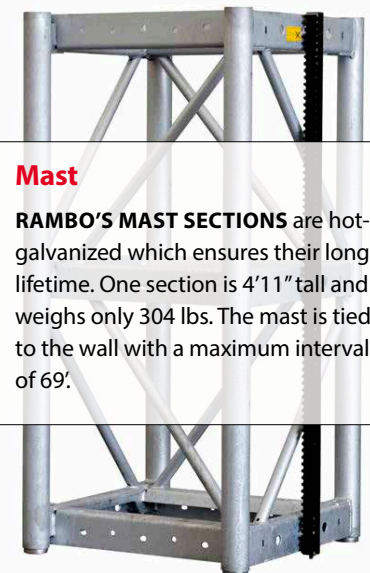 Mast
RAMBO’S MAST SECTIONS are hot-
galvanized which ensures their long
lifetime. One section is 4’11” tall and
weighs only 304 lbs. The mast is tied
to the wall with a maximum interval
of 69’.